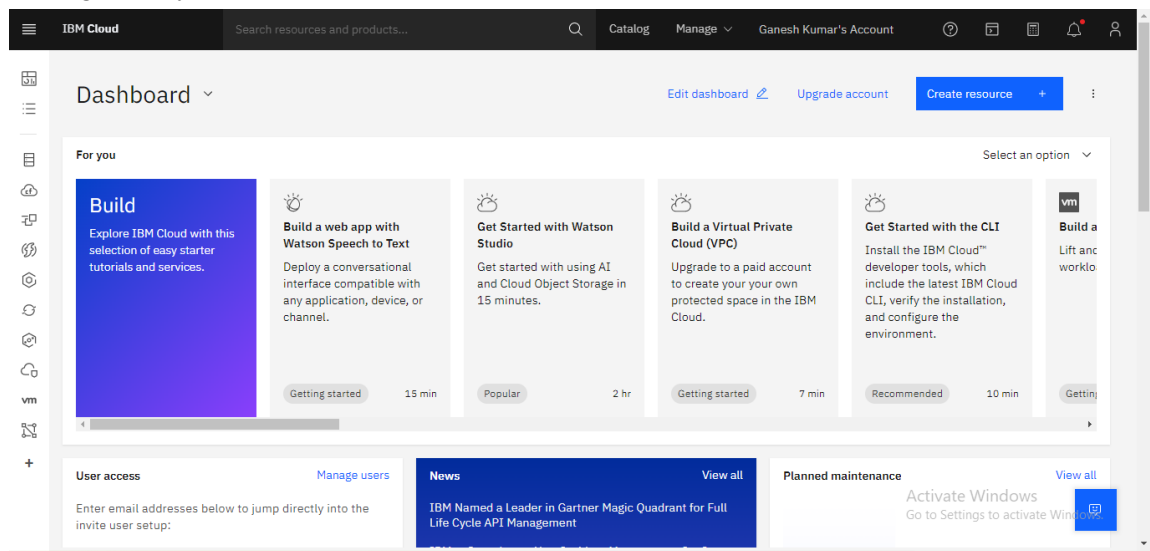 IBM Cloud
Search resources and products...
Catalog
Manage
Ganesh Kumar's Account
Dashboard
Edit dashboard
Upgrade account
Create resource +
For you
Select an option
Build
Explore IBM Cloud with this
selection of easy starter
tutorials and services.
Build a web app with
Watson Speech to Text
Deploy a conversational
interface compatible with
any application, device, or
channel.
Getting started
15 min
Get Started with Watson
Studio
Get started with using AI
and Cloud Object Storage in
15 minutes.
Popular
2 hr
Build a Virtual Private
Cloud (VPC)
Upgrade to a paid account
to create your your own
protected space in the IBM
Cloud.
Getting started
7 min
Get Started with the CLI
Install the IBM Cloud™
developer tools, which
include the latest IBM Cloud
CLI, verify the installation,
and configure the
environment.
Recommended
10 min
vm
Build a
Lift and
worklo
Getting
vm
+
User access
Manage users
Enter email addresses below to jump directly into the
invite user setup:
News
View all
IBM Named a Leader in Gartner Magic Quadrant for Full
Life Cycle API Management
Planned maintenance
View all
Activate Windows
Go to Settings to activate Windows.